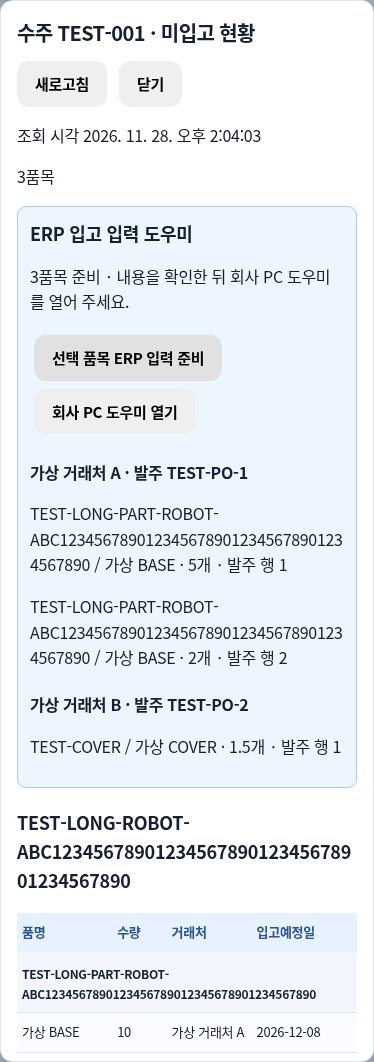 수주 TEST-001 · 미입고 현황
새로고침 닫기
조회 시각 2026. 11. 28. 오후 2:04:03
3품목
ERP 입고 입력 도우미
3품목 준비 · 내용을 확인한 뒤 회사 PC 도우미
를 열어 주세요.
선택 품목 ERP 입력 준비
회사 PC 도우미 열기
가상 거래처 A · 발주 TEST-PO-1
TEST-LONG-PART-ROBOT-
ABC123456789012345678901234567890123
4567890 / 가상 BASE · 5개 · 발주 행 1
TEST-LONG-PART-ROBOT-
ABC123456789012345678901234567890123
4567890 / 가상 BASE · 2개 · 발주 행 2
가상 거래처 B · 발주 TEST-PO-2
TEST-COVER / 가상 COVER · 1.5개 · 발주 행 1
TEST-LONG-ROBOT-
ABC12345678901234567890123456789
01234567890
품명 수량 거래처 입고예정일
TEST-LONG-PART-ROBOT-
ABC1234567890123456789012345678901234567890
가상 BASE 10 가상 거래처 A 2026-12-08